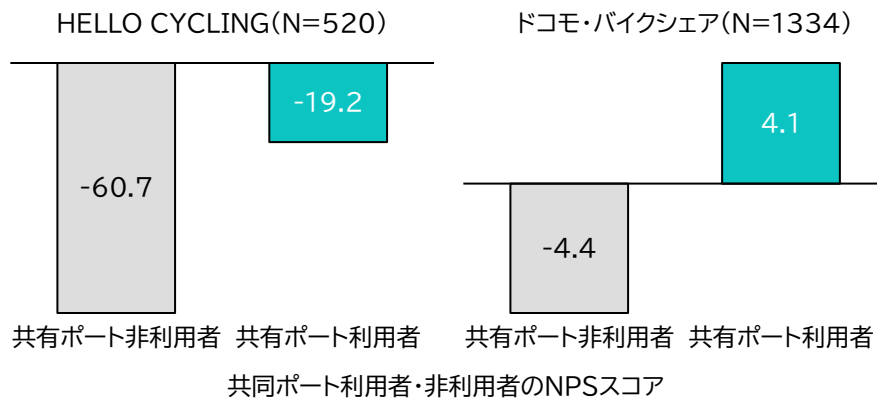 HELLO CYCLING(N=520)
ドコモ・バイクシェア(N=1334)
-60.7
-19.2
-4.4
4.1
共有ポート非利用者 共有ポート利用者
共有ポート非利用者 共有ポート利用者
共同ポート利用者・非利用者のNPSスコア